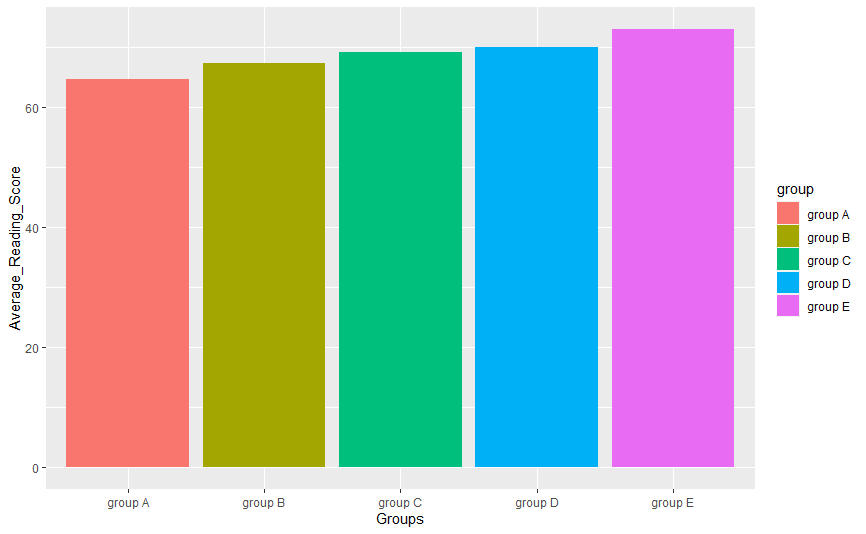 Average_Reading_Score
60
40
20
0
group A
group B
group C
group D
group E
Groups
group
group A
group B
group C
group D
group E